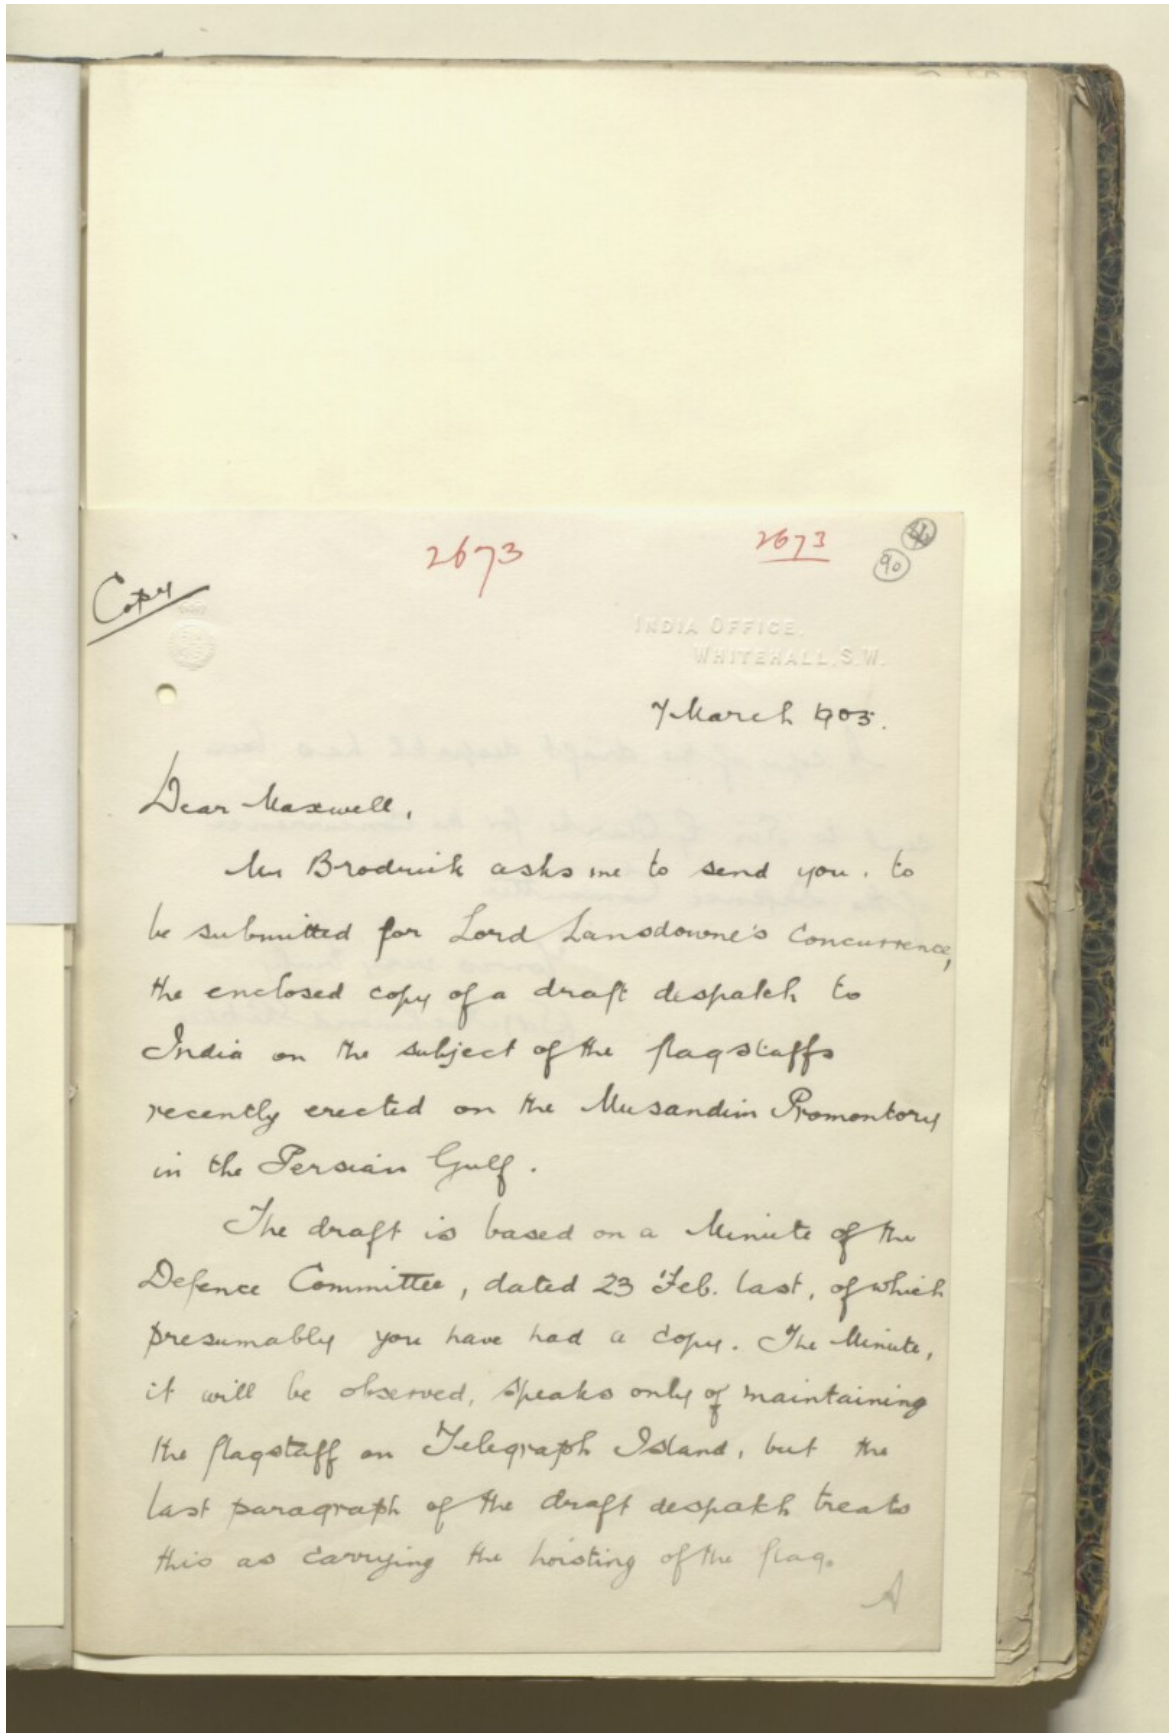 2673
2673
90
Copy
INDIA OFFICE,
WHITEHALL, S.W.
7 March 1905.
Dear Maxwell,
Mr Brodrick asks me to send you, to
be submitted for Lord Lansdowne's concurrence,
the enclosed copy of a draft despatch to
India on the subject of the flagstaffs
recently erected on the Musandim Promontory
in the Persian Gulf.
The draft is based on a Minute of the
Defence Committee, dated 23 Feb. last, of which
presumably you have had a copy. The Minute,
it will be observed, speaks only of maintaining
the flagstaff on Telegraph Island, but the
last paragraph of the draft despatch treats
this as carrying the hoisting of the flag.
A